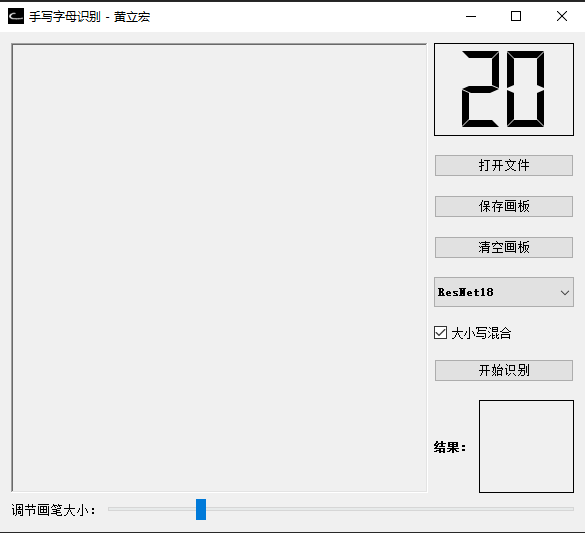 手写字母识别 - 黄立宏
20
打开文件
保存画板
清空画板
ResNet18
大小写混合
开始识别
结果：
调节画笔大小：